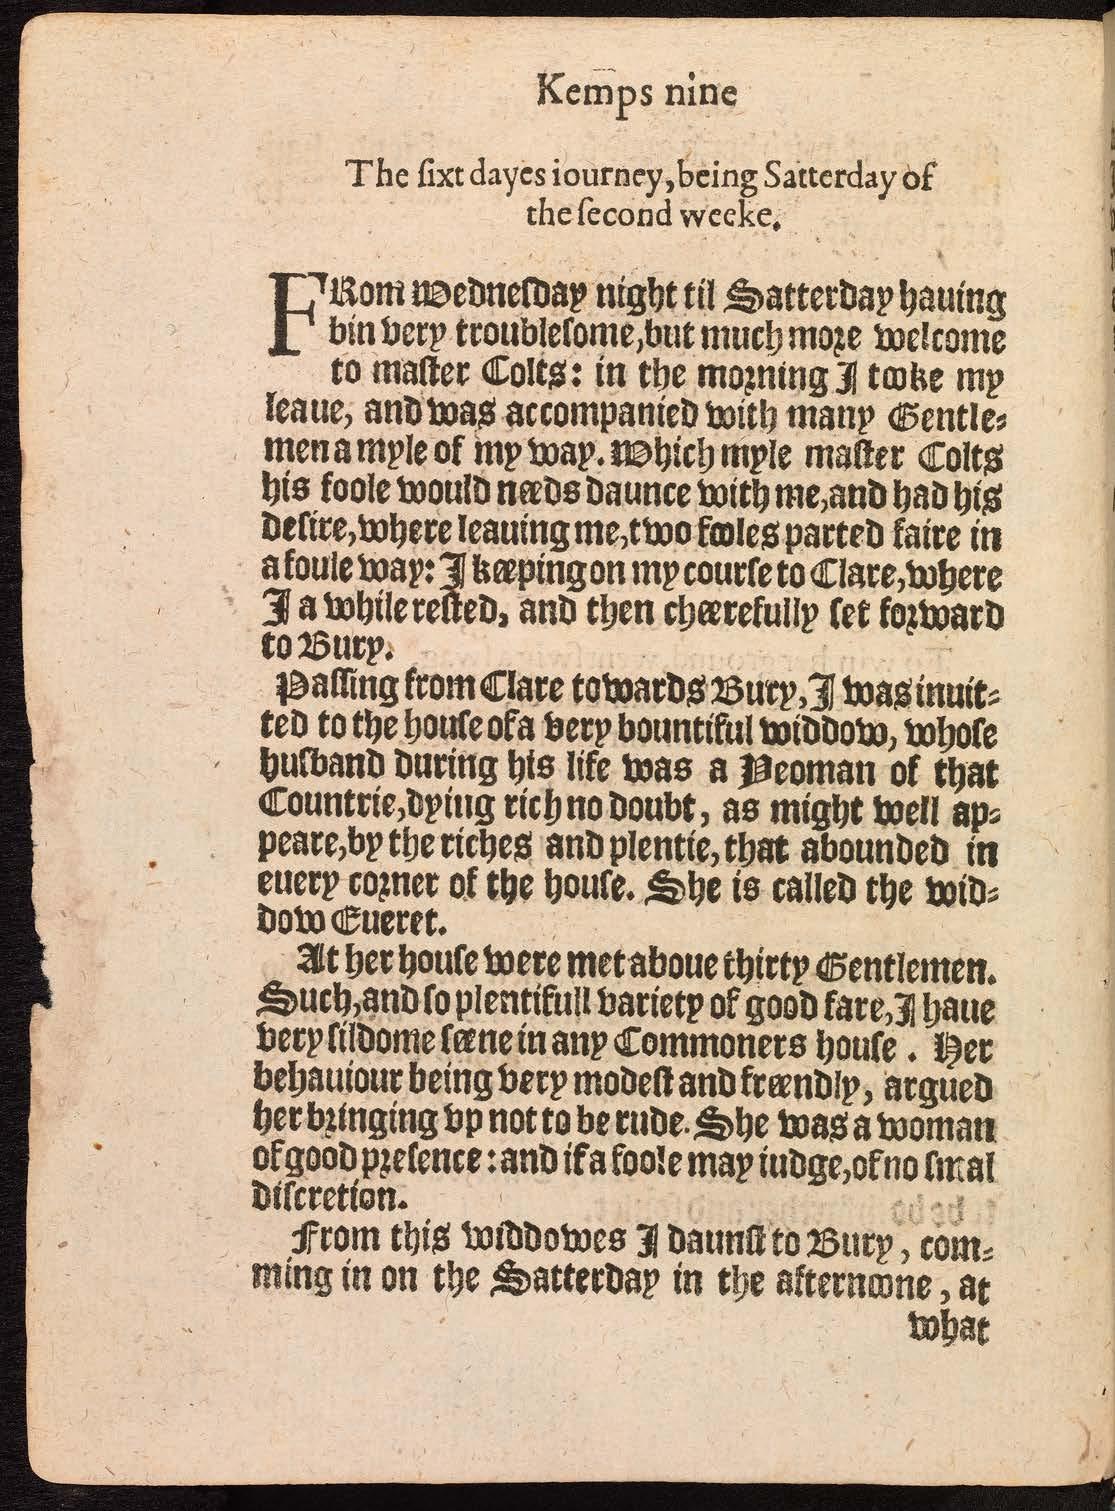 Kemps nine
The ſixt dayes iourney, being Satterday of
the ſecond weeke.
FRom Wedneſday night til Satterday hauing
bin very troubleſome, but much more welcome
to maſter Colts: in the morning I tooke my
leaue, and was accompanied with many Gentle-
men a myle of my way. Which myle maſter Colts
his foole would needs daunce with me, and had his
deſire, where leauing me, two fooles parted faire in
a foule way: I keeping on my courſe to Clare, where
I a while reſted, and then cheerefully ſet forward
to Bury.
Paſſing from Clare towards Bury, I was inuit-
ted to the houſe of a very bountiful widdow, whoſe
huſband during his life was a Yeoman of that
Countrie, dying rich no doubt, as might well ap-
peare, by the riches and plentie, that abounded in
euery corner of the houſe. She is called the wid-
dow Eueret.
At her houſe were met aboue thirty Gentlemen.
Such, and ſo plentifull variety of good fare, I haue
very ſildome ſeene in any Commoners houſe. Her
behauiour being very modeſt and freendly, argued
her bringing vp not to be rude. She was a woman
of good preſence: and if a foole may iudge, of no ſmal
diſcretion.
From this widdowes I daunſt to Bury, com-
ming in on the Satterday in the afternoone, at
what